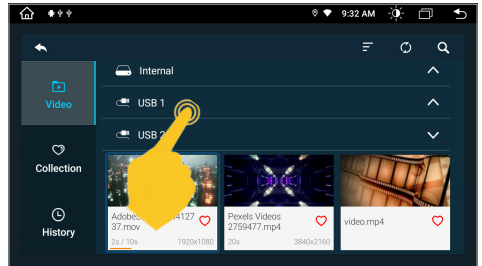 9:32 AM
Internal
Video
USB 1
USB 2
Collection
Adobe 4127
37.mov
2s / 10s 1920x1080
Pexels Videos
2759477.mp4
20s 3840x2160
video.mp4
History